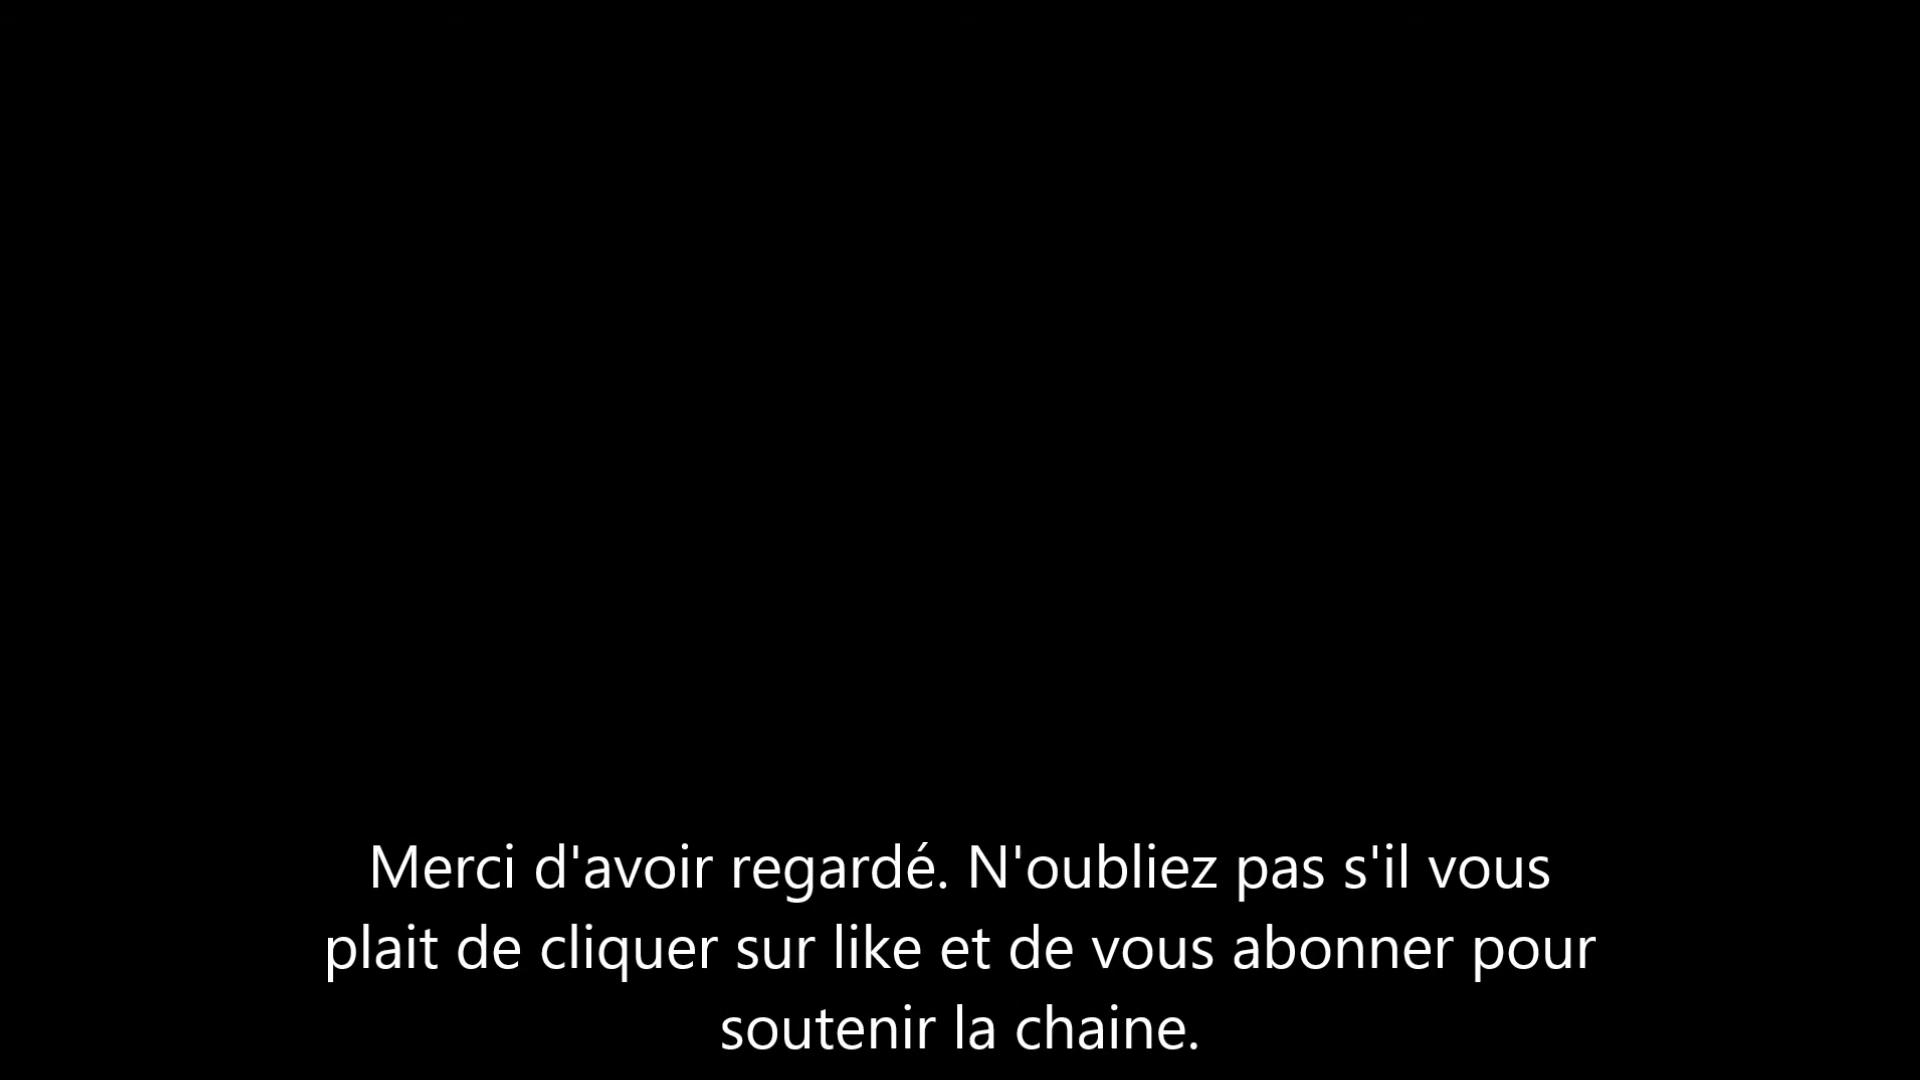 Merci d'avoir regardé. N'oubliez pas s'il vous
plait de cliquer sur like et de vous abonner pour
soutenir la chaine.